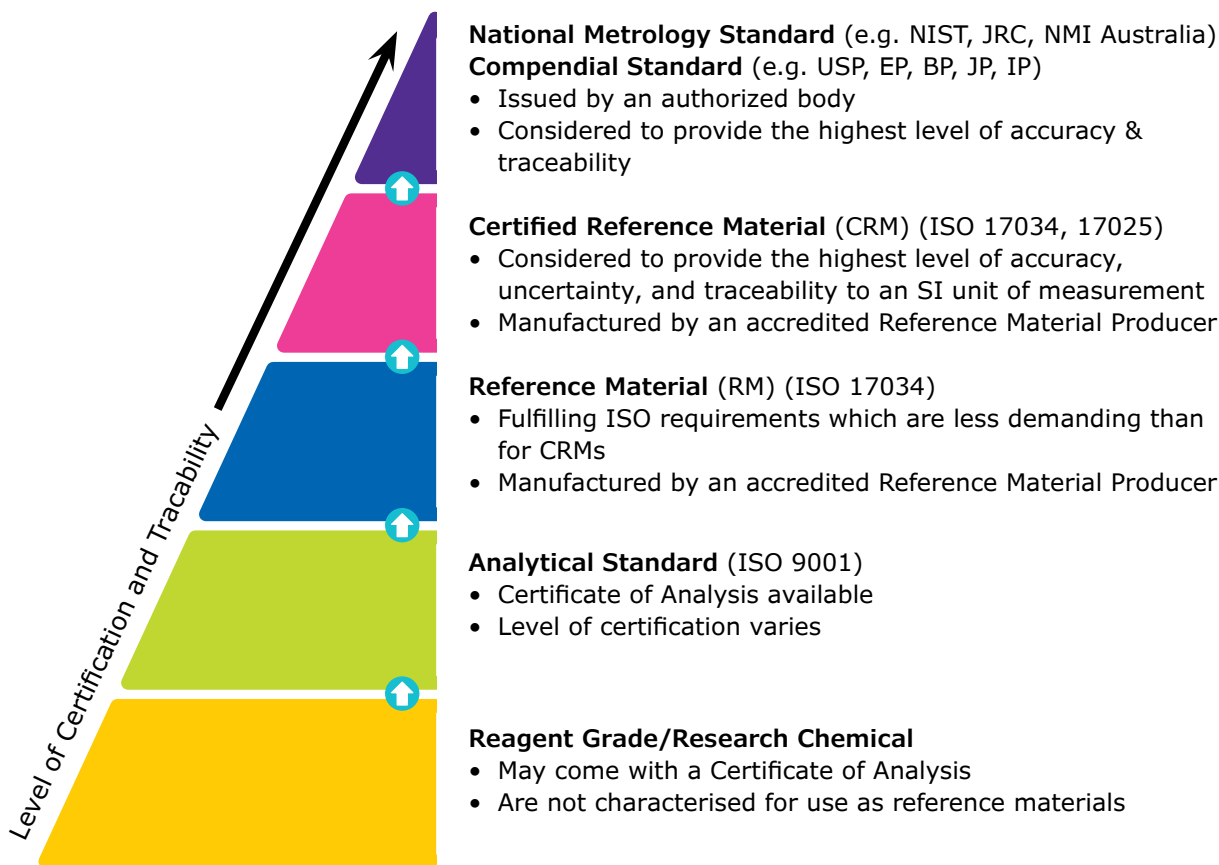 National Metrology Standard (e.g. NIST, JRC, NMI Australia)
Compendial Standard (e.g. USP, EP, BP, JP, IP)
• Issued by an authorized body
• Considered to provide the highest level of accuracy &
traceability
Certified Reference Material (CRM) (ISO 17034, 17025)
• Considered to provide the highest level of accuracy,
uncertainty, and traceability to an SI unit of measurement
• Manufactured by an accredited Reference Material Producer
Reference Material (RM) (ISO 17034)
• Fulfilling ISO requirements which are less demanding than
for CRMs
• Manufactured by an accredited Reference Material Producer
Analytical Standard (ISO 9001)
• Certificate of Analysis available
• Level of certification varies
Reagent Grade/Research Chemical
• May come with a Certificate of Analysis
• Are not characterised for use as reference materials
Level of Certification and Tracability